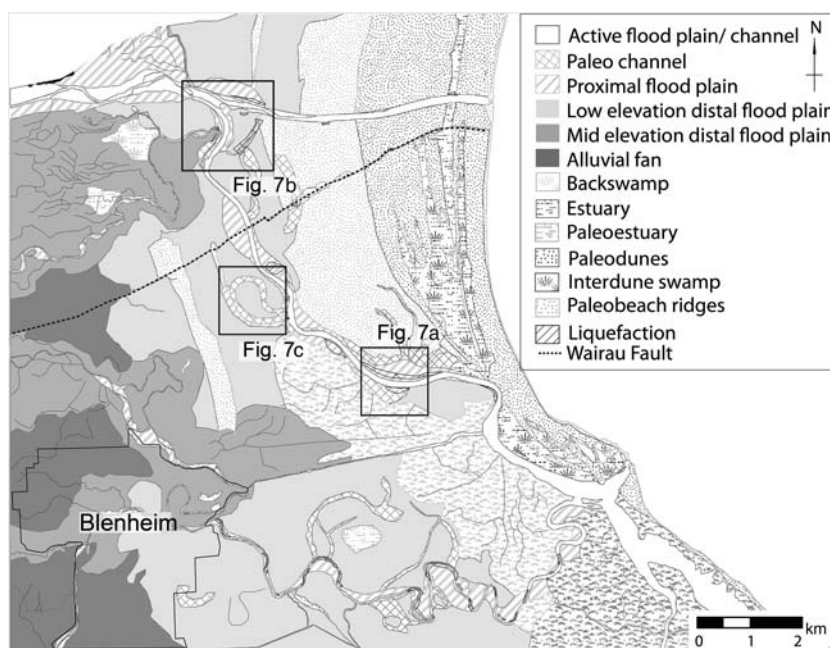 Active flood plain/ channel
Paleo channel
Proximal flood plain
Low elevation distal flood plain
Mid elevation distal flood plain
Alluvial fan
Backswamp
Estuary
Paleoestuary
Paleodunes
Interdune swamp
Paleobeach ridges
Liquefaction
Wairau Fault
N
Fig. 7b
Fig. 7a
Fig. 7c
Blenheim
km
0 1 2